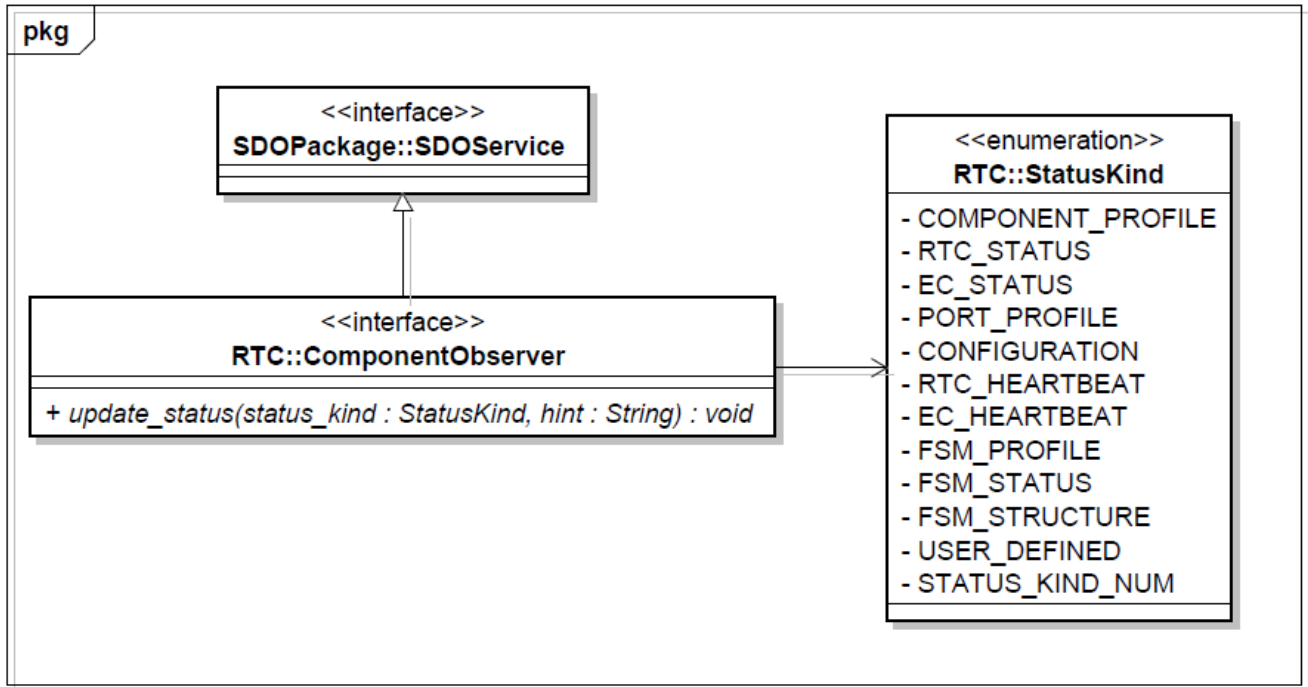 pkg
<<interface>>
SDOPackage::SDOService
<<interface>>
RTC::ComponentObserver
+ update_status(status_kind : StatusKind, hint : String) : void
<<enumeration>>
RTC::StatusKind
- COMPONENT_PROFILE
- RTC_STATUS
- EC_STATUS
- PORT_PROFILE
- CONFIGURATION
- RTC_HEARTBEAT
- EC_HEARTBEAT
- FSM_PROFILE
- FSM_STATUS
- FSM_STRUCTURE
- USER_DEFINED
- STATUS_KIND_NUM